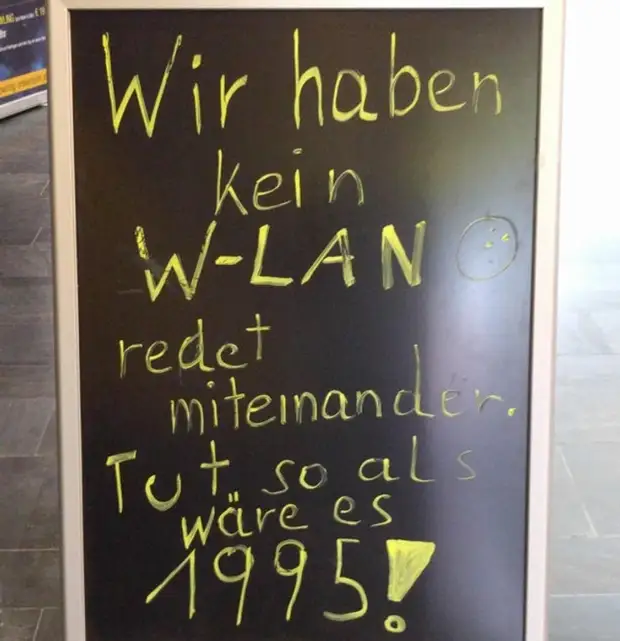 Wir haben
kein
W-LAN
redet
miteinander.
Tut so als
wäre es
1995!